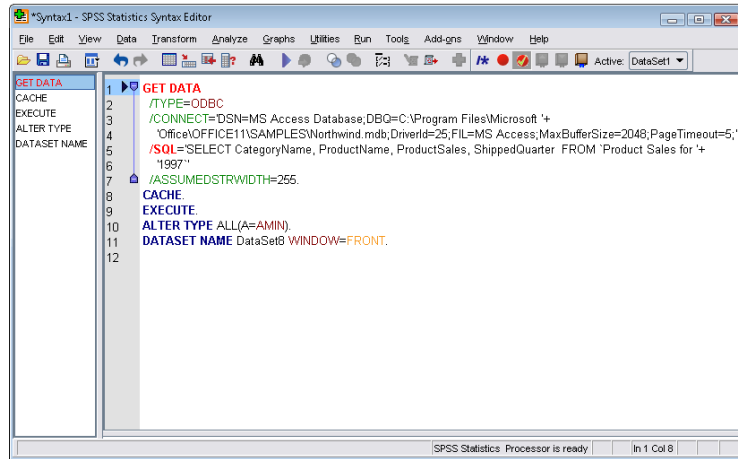 *Syntax1 - SPSS Statistics Syntax Editor
File Edit View Data Transform Analyze Graphs Utilities Run Tools Add-ons Window Help
Active: DataSet1
GET DATA
CACHE
EXECUTE
ALTER TYPE
DATASET NAME
1 GET DATA
2 /TYPE=ODBC
3 /CONNECT='DSN=MS Access Database;DBQ=C:\Program Files\Microsoft '+
4 'Office\OFFICE11\SAMPLES\Northwind.mdb;DriverId=25;FIL=MS Access;MaxBufferSize=2048;PageTimeout=5;'
5 /SQL='SELECT CategoryName, ProductName, ProductSales, ShippedQuarter FROM `Product Sales for '+
6 '1997`'
7 /ASSUMEDSTRWIDTH=255.
8 CACHE.
9 EXECUTE.
10 ALTER TYPE ALL(A=AMIN).
11 DATASET NAME DataSet8 WINDOW=FRONT.
12
SPSS Statistics Processor is ready In 1 Col 8